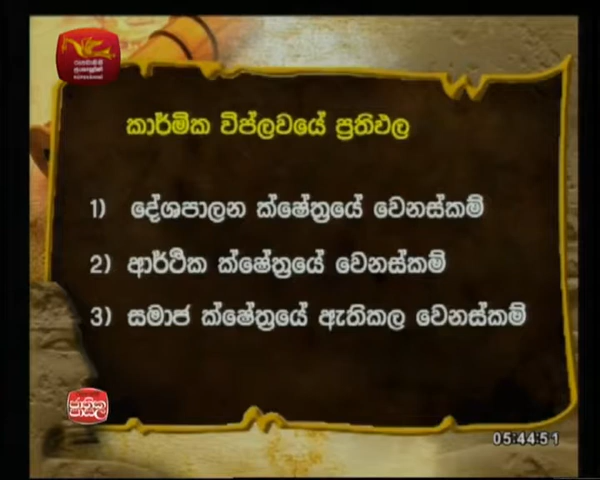 කාර්මික විප්ලවයේ ප්‍රතිඵල
1) දේශපාලන ක්ෂේත්‍රයේ වෙනස්කම්
2) ආර්ථික ක්ෂේත්‍රයේ වෙනස්කම්
3) සමාජ ක්ෂේත්‍රයේ ඇතිකල වෙනස්කම්
ජාතික
පාසල
05:44:51